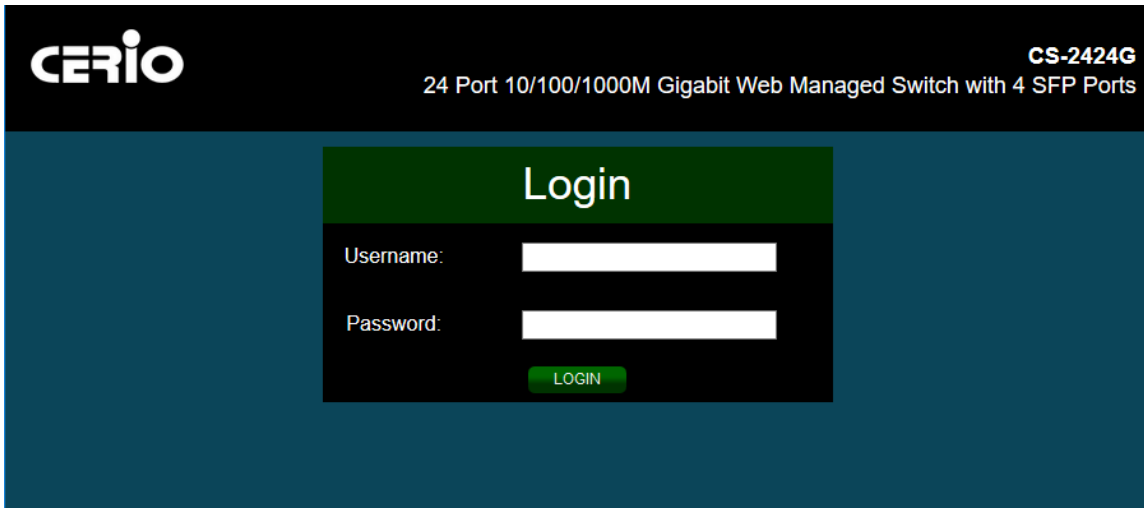 CERIO
CS-2424G
24 Port 10/100/1000M Gigabit Web Managed Switch with 4 SFP Ports
Login
Username:
Password:
LOGIN